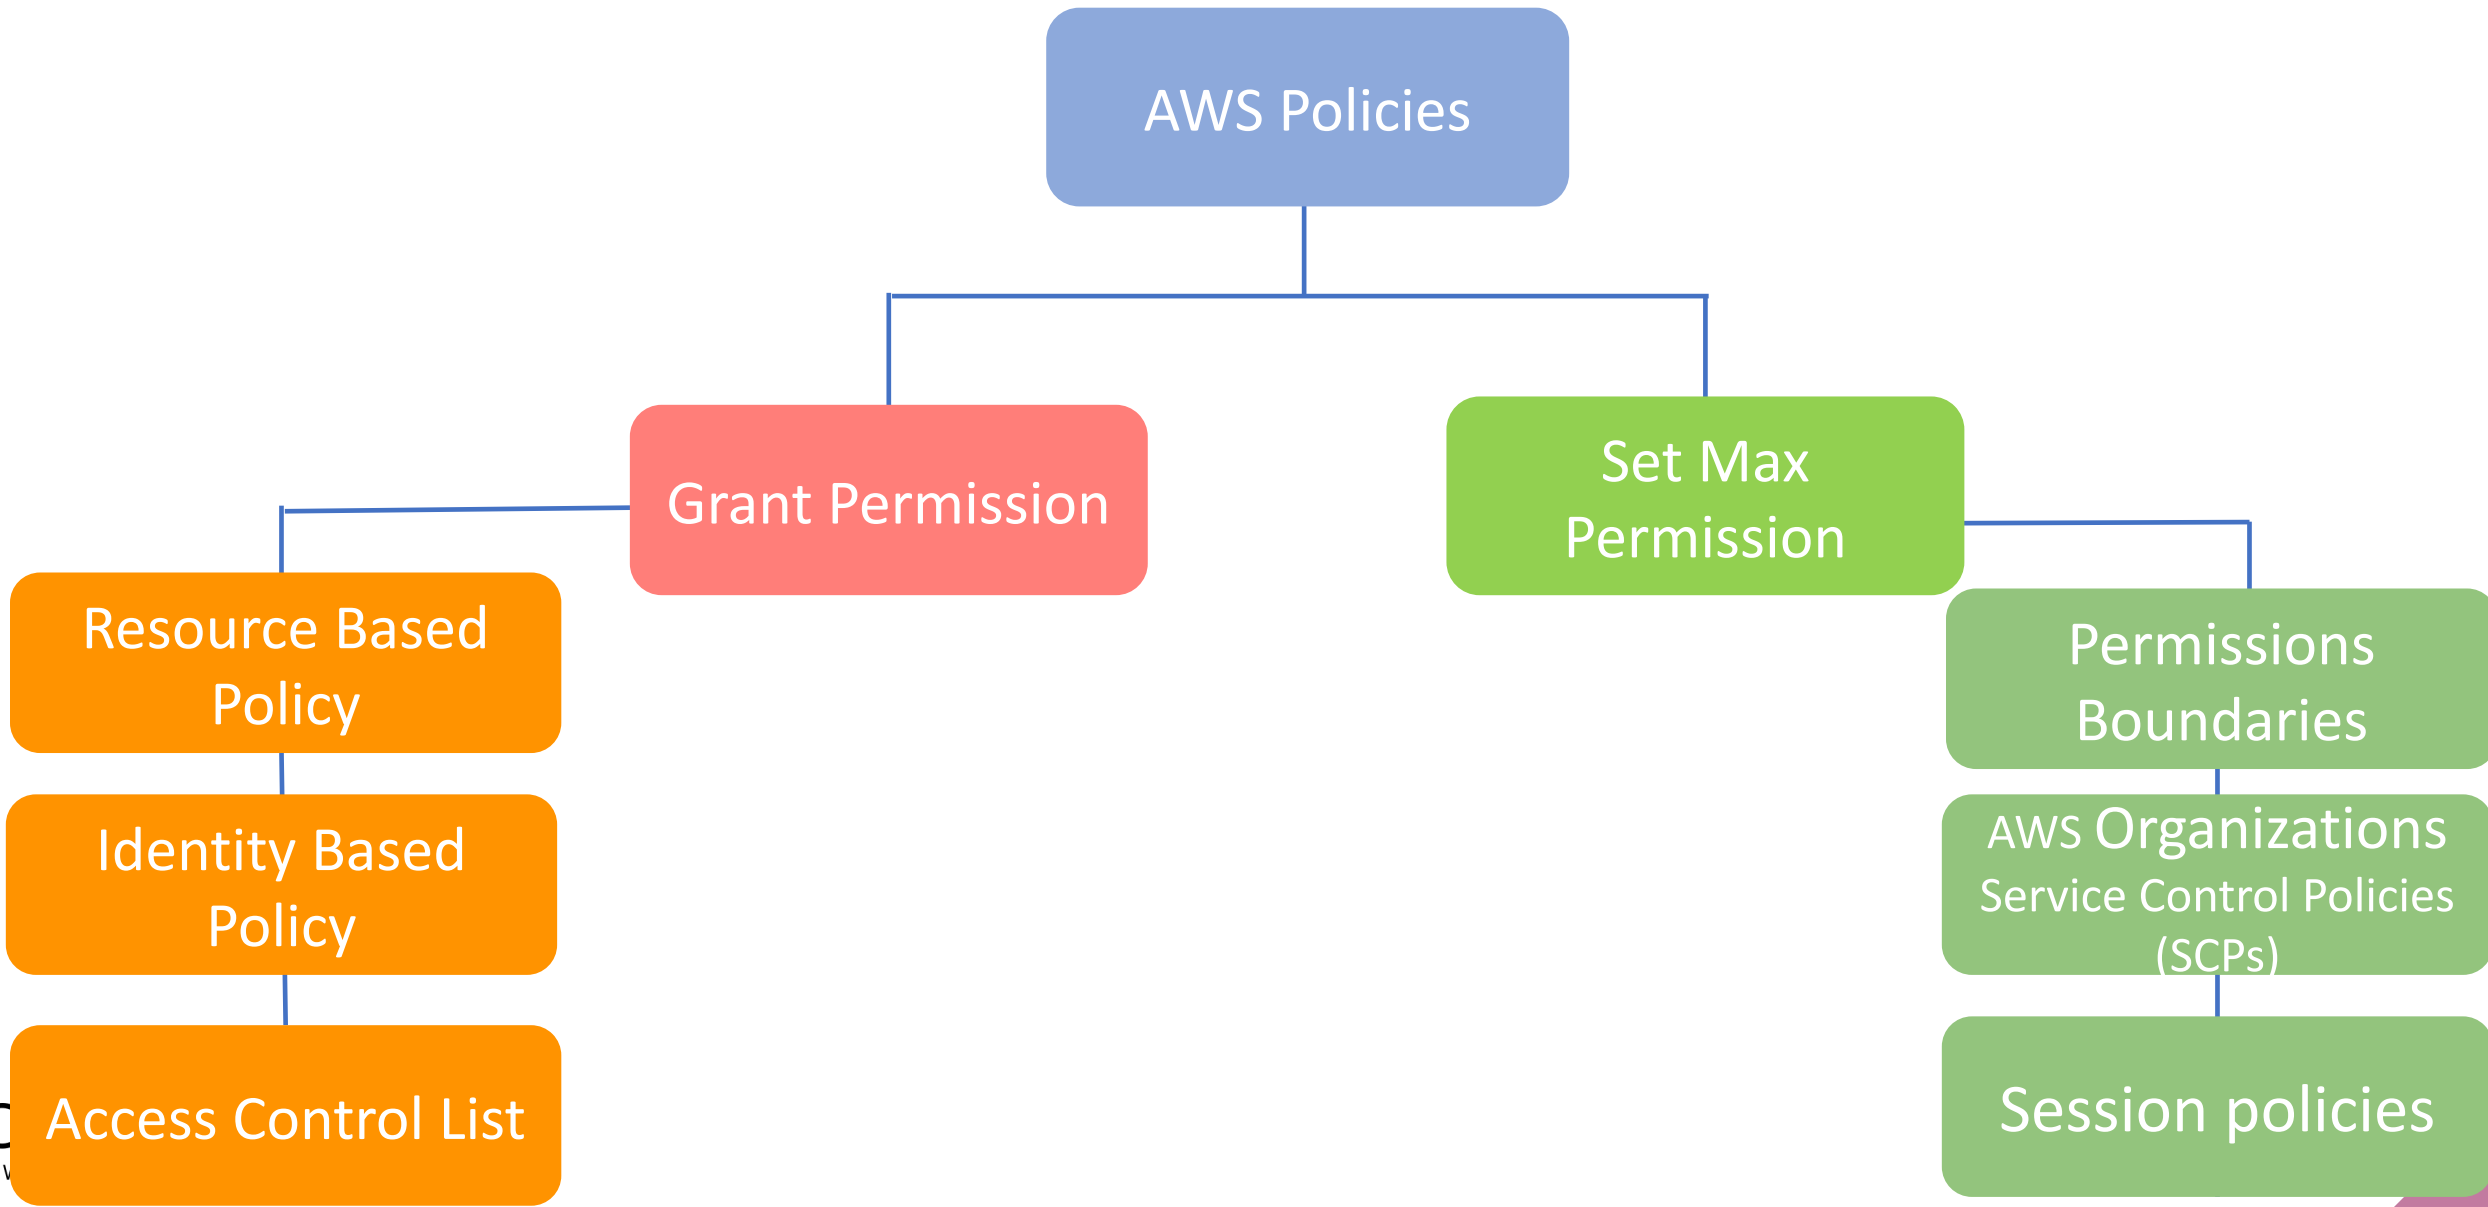 AWS Policies
Grant Permission
Set Max
Permission
Resource Based
Policy
Identity Based
Policy
Access Control List
Permissions
Boundaries
AWS Organizations
Service Control Policies
(SCPs)
Session policies